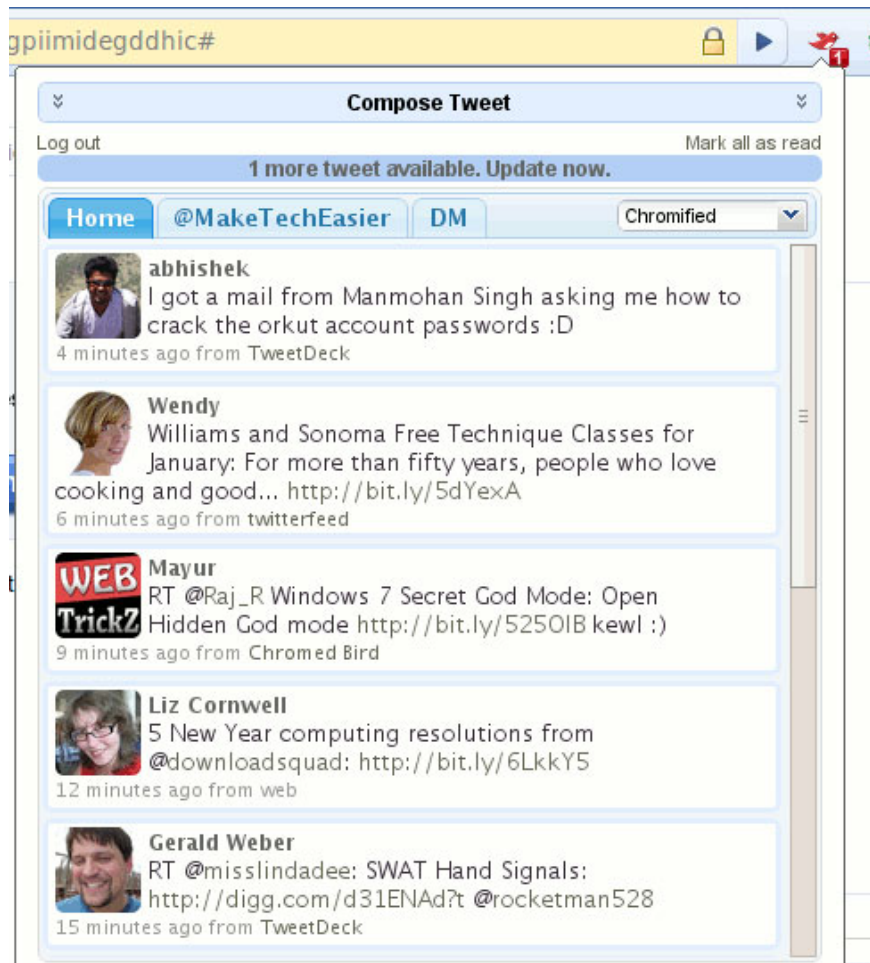 gpiimidegddhic#
1
Compose Tweet
Log out Mark all as read
1 more tweet available. Update now.
Home @MakeTechEasier DM Chromified
abhishek
I got a mail from Manmohan Singh asking me how to
crack the orkut account passwords :D
4 minutes ago from TweetDeck
Wendy
Williams and Sonoma Free Technique Classes for
January: For more than fifty years, people who love
cooking and good... http://bit.ly/5dYexA
6 minutes ago from twitterfeed
WEB
TrickZ
Mayur
RT @Raj_R Windows 7 Secret God Mode: Open
Hidden God mode http://bit.ly/525OIB kewl :)
9 minutes ago from Chromed Bird
Liz Cornwell
5 New Year computing resolutions from
@downloadsquad: http://bit.ly/6LkkY5
12 minutes ago from web
Gerald Weber
RT @misslindadee: SWAT Hand Signals:
http://digg.com/d31ENAd?t @rocketman528
15 minutes ago from TweetDeck